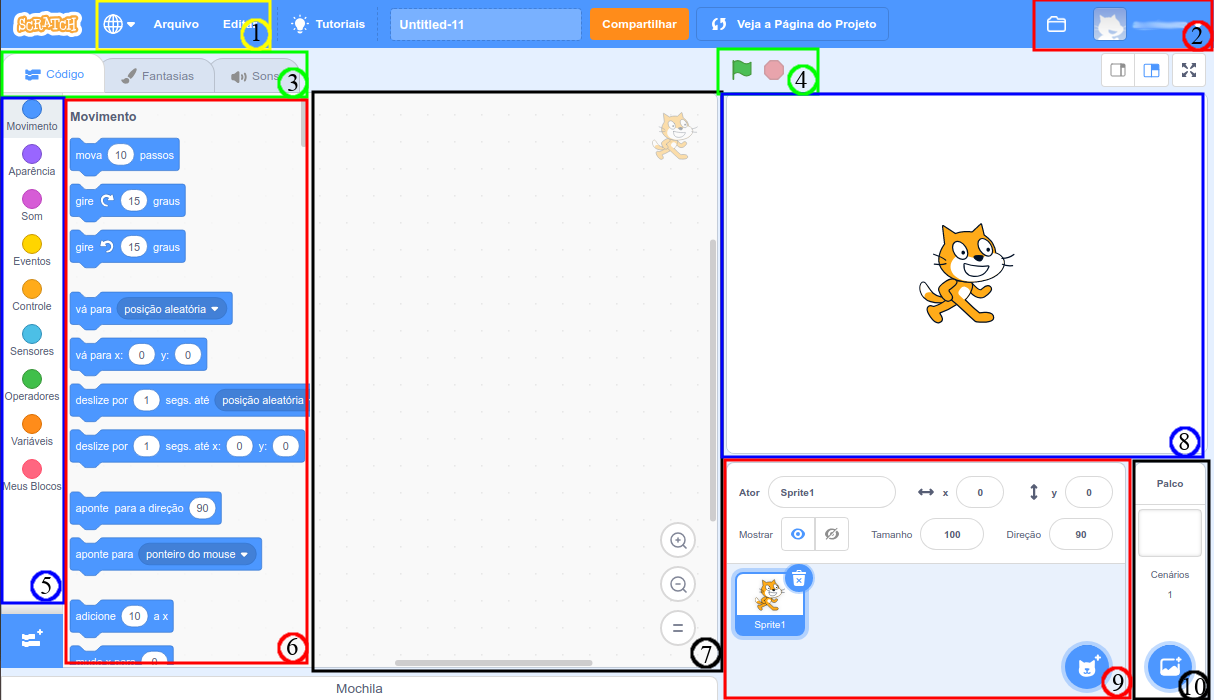 SCRATCH
Arquivo
Tutoriais
Untitled-11
Compartilhar
Veja a Página do Projeto
1
2
Código
Fantasias
Sons
3
4
Movimento
Aparência
Som
Eventos
Controle
Sensores
Operadores
Variáveis
Meus Blocos
5
Movimento
mova 10 passos
gire 15 graus
gire 15 graus
vá para posição aleatória
vá para x: 0 y: 0
deslize por 1 segs. até posição aleatória
deslize por 1 segs. até x: 0 y: 0
aponte para a direção 90
aponte para ponteiro do mouse
adicione 10 a x
6
7
=
8
Ator Sprite1 x 0 y 0
Mostrar Tamanho 100 Direção 90
Sprite1
9
Palco
Cenários
1
10
Mochila